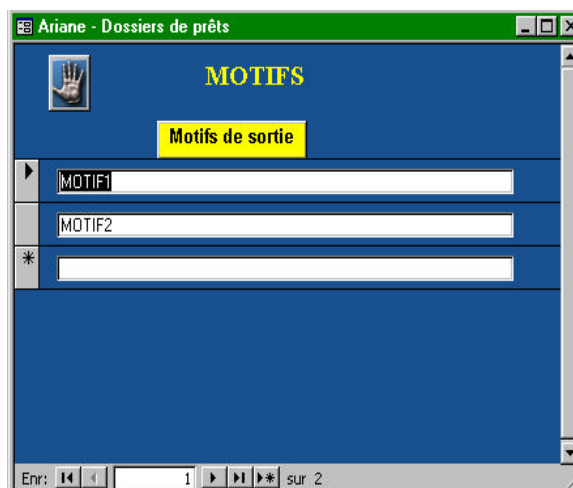 Ariane - Dossiers de prêts
MOTIFS
Motifs de sortie
MOTIF1
MOTIF2
Enr: 1 sur 2